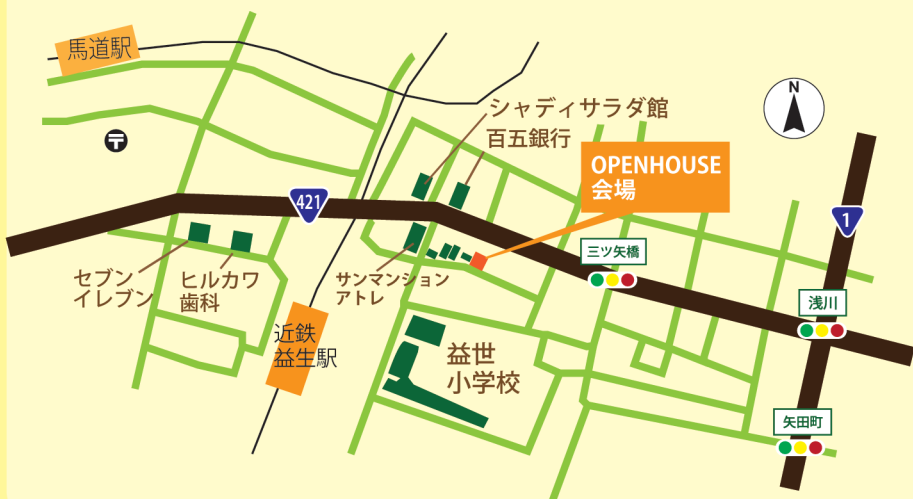 馬道駅
〒
シャディサラダ館
百五銀行
N
OPENHOUSE
会場
421
1
三ツ矢橋
セブン
イレブン
ヒルカワ
歯科
サンマンション
アトレ
浅川
近鉄
益生駅
益世
小学校
矢田町